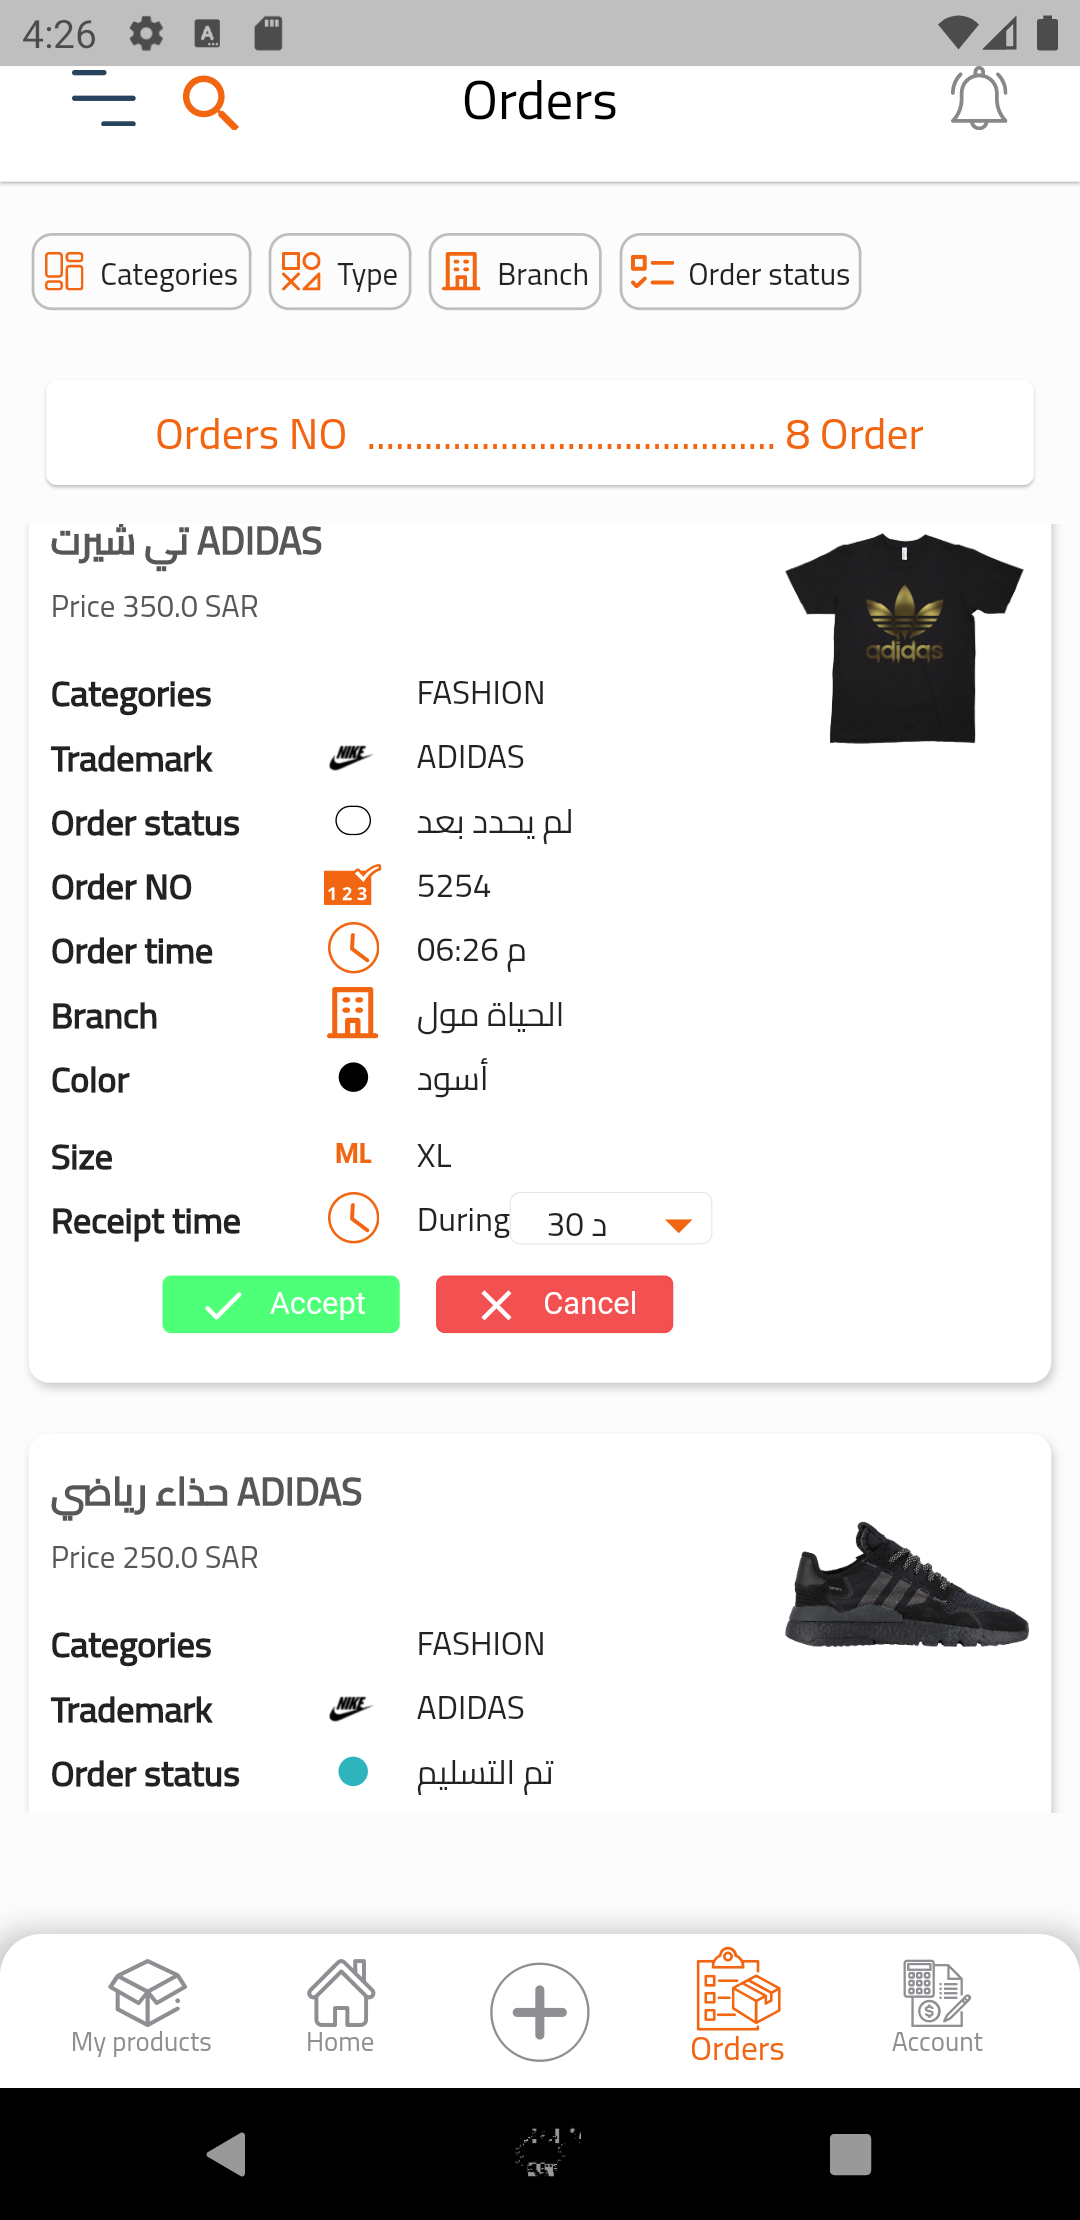 4:26
Orders
Categories
Type
Branch
Order status
Orders NO ........................................... 8 Order
تي شيرت ADIDAS
adidas
Price 350.0 SAR
Categories FASHION
Trademark NIKE ADIDAS
Order status لم يحدد بعد
Order NO 123 5254
Order time 06:26 م
Branch الحياة مول
Color أسود
Size ML XL
Receipt time During 30 د
Accept
Cancel
حذاء رياضي ADIDAS
Price 250.0 SAR
Categories FASHION
Trademark NIKE ADIDAS
Order status تم التسليم
My products
Home
Orders
Account